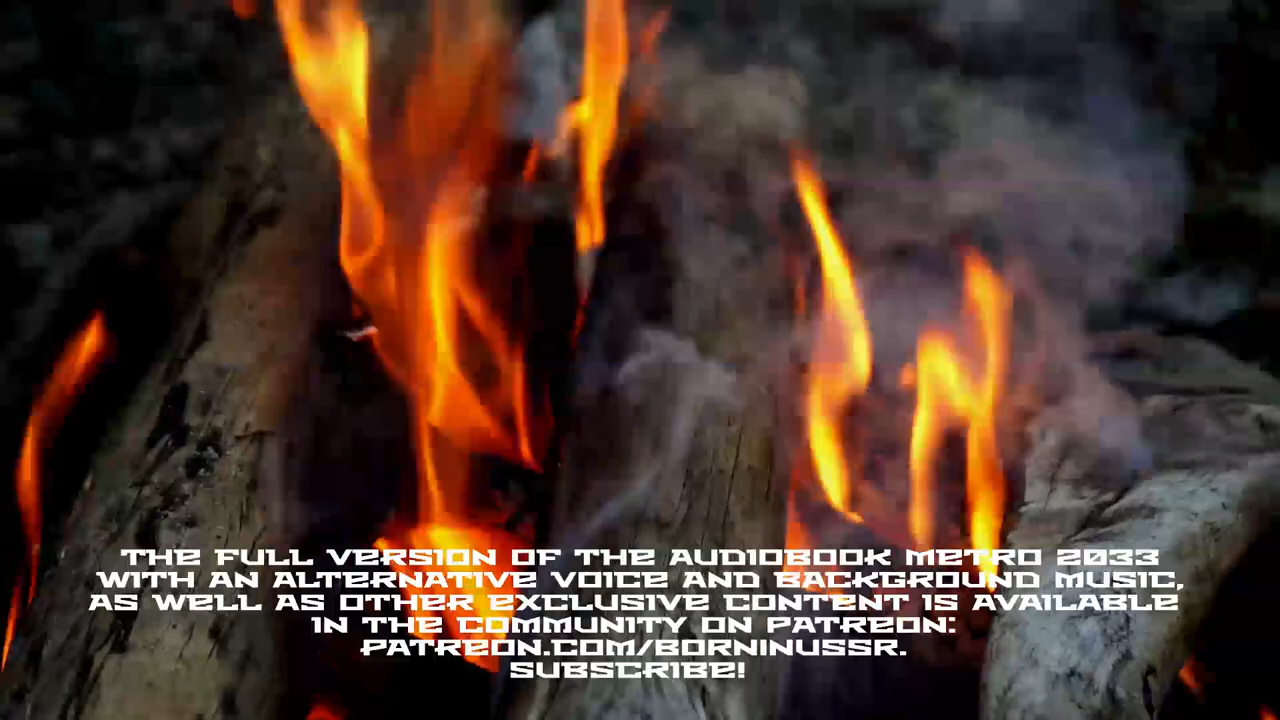 THE FULL VERSION OF THE AUDIOBOOK METRO 2033
WITH AN ALTERNATIVE VOICE AND BACKGROUND MUSIC,
AS WELL AS OTHER EXCLUSIVE CONTENT IS AVAILABLE
IN THE COMMUNITY ON PATREON:
PATREON.COM/BORNINUSSR.
SUBSCRIBE!